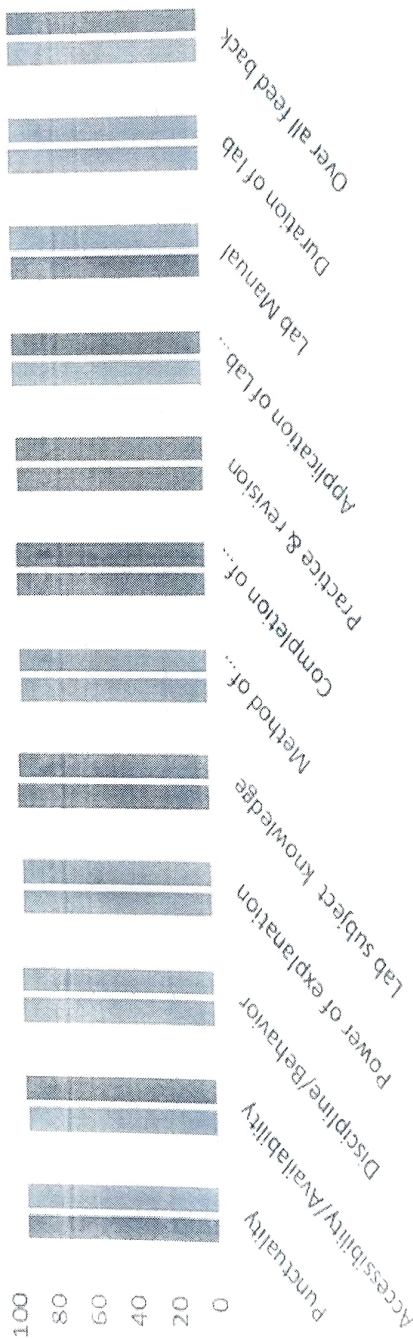 100
80
60
40
20
0
Punctuality
Accessibility/Availability
Discipline/Behavior
Power of explanation
Lab subject knowledge
Method of...
Completion of...
Practice & revision
Application of Lab...
Lab Manual
Duration of lab
Over all feed back